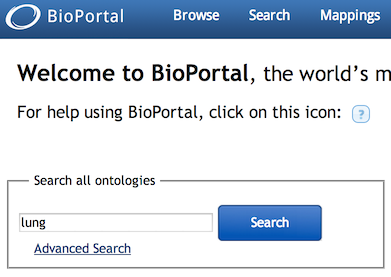 BioPortal Browse Search Mappings
Welcome to BioPortal, the world's m
For help using BioPortal, click on this icon: ?
Search all ontologies
lung Search
Advanced Search